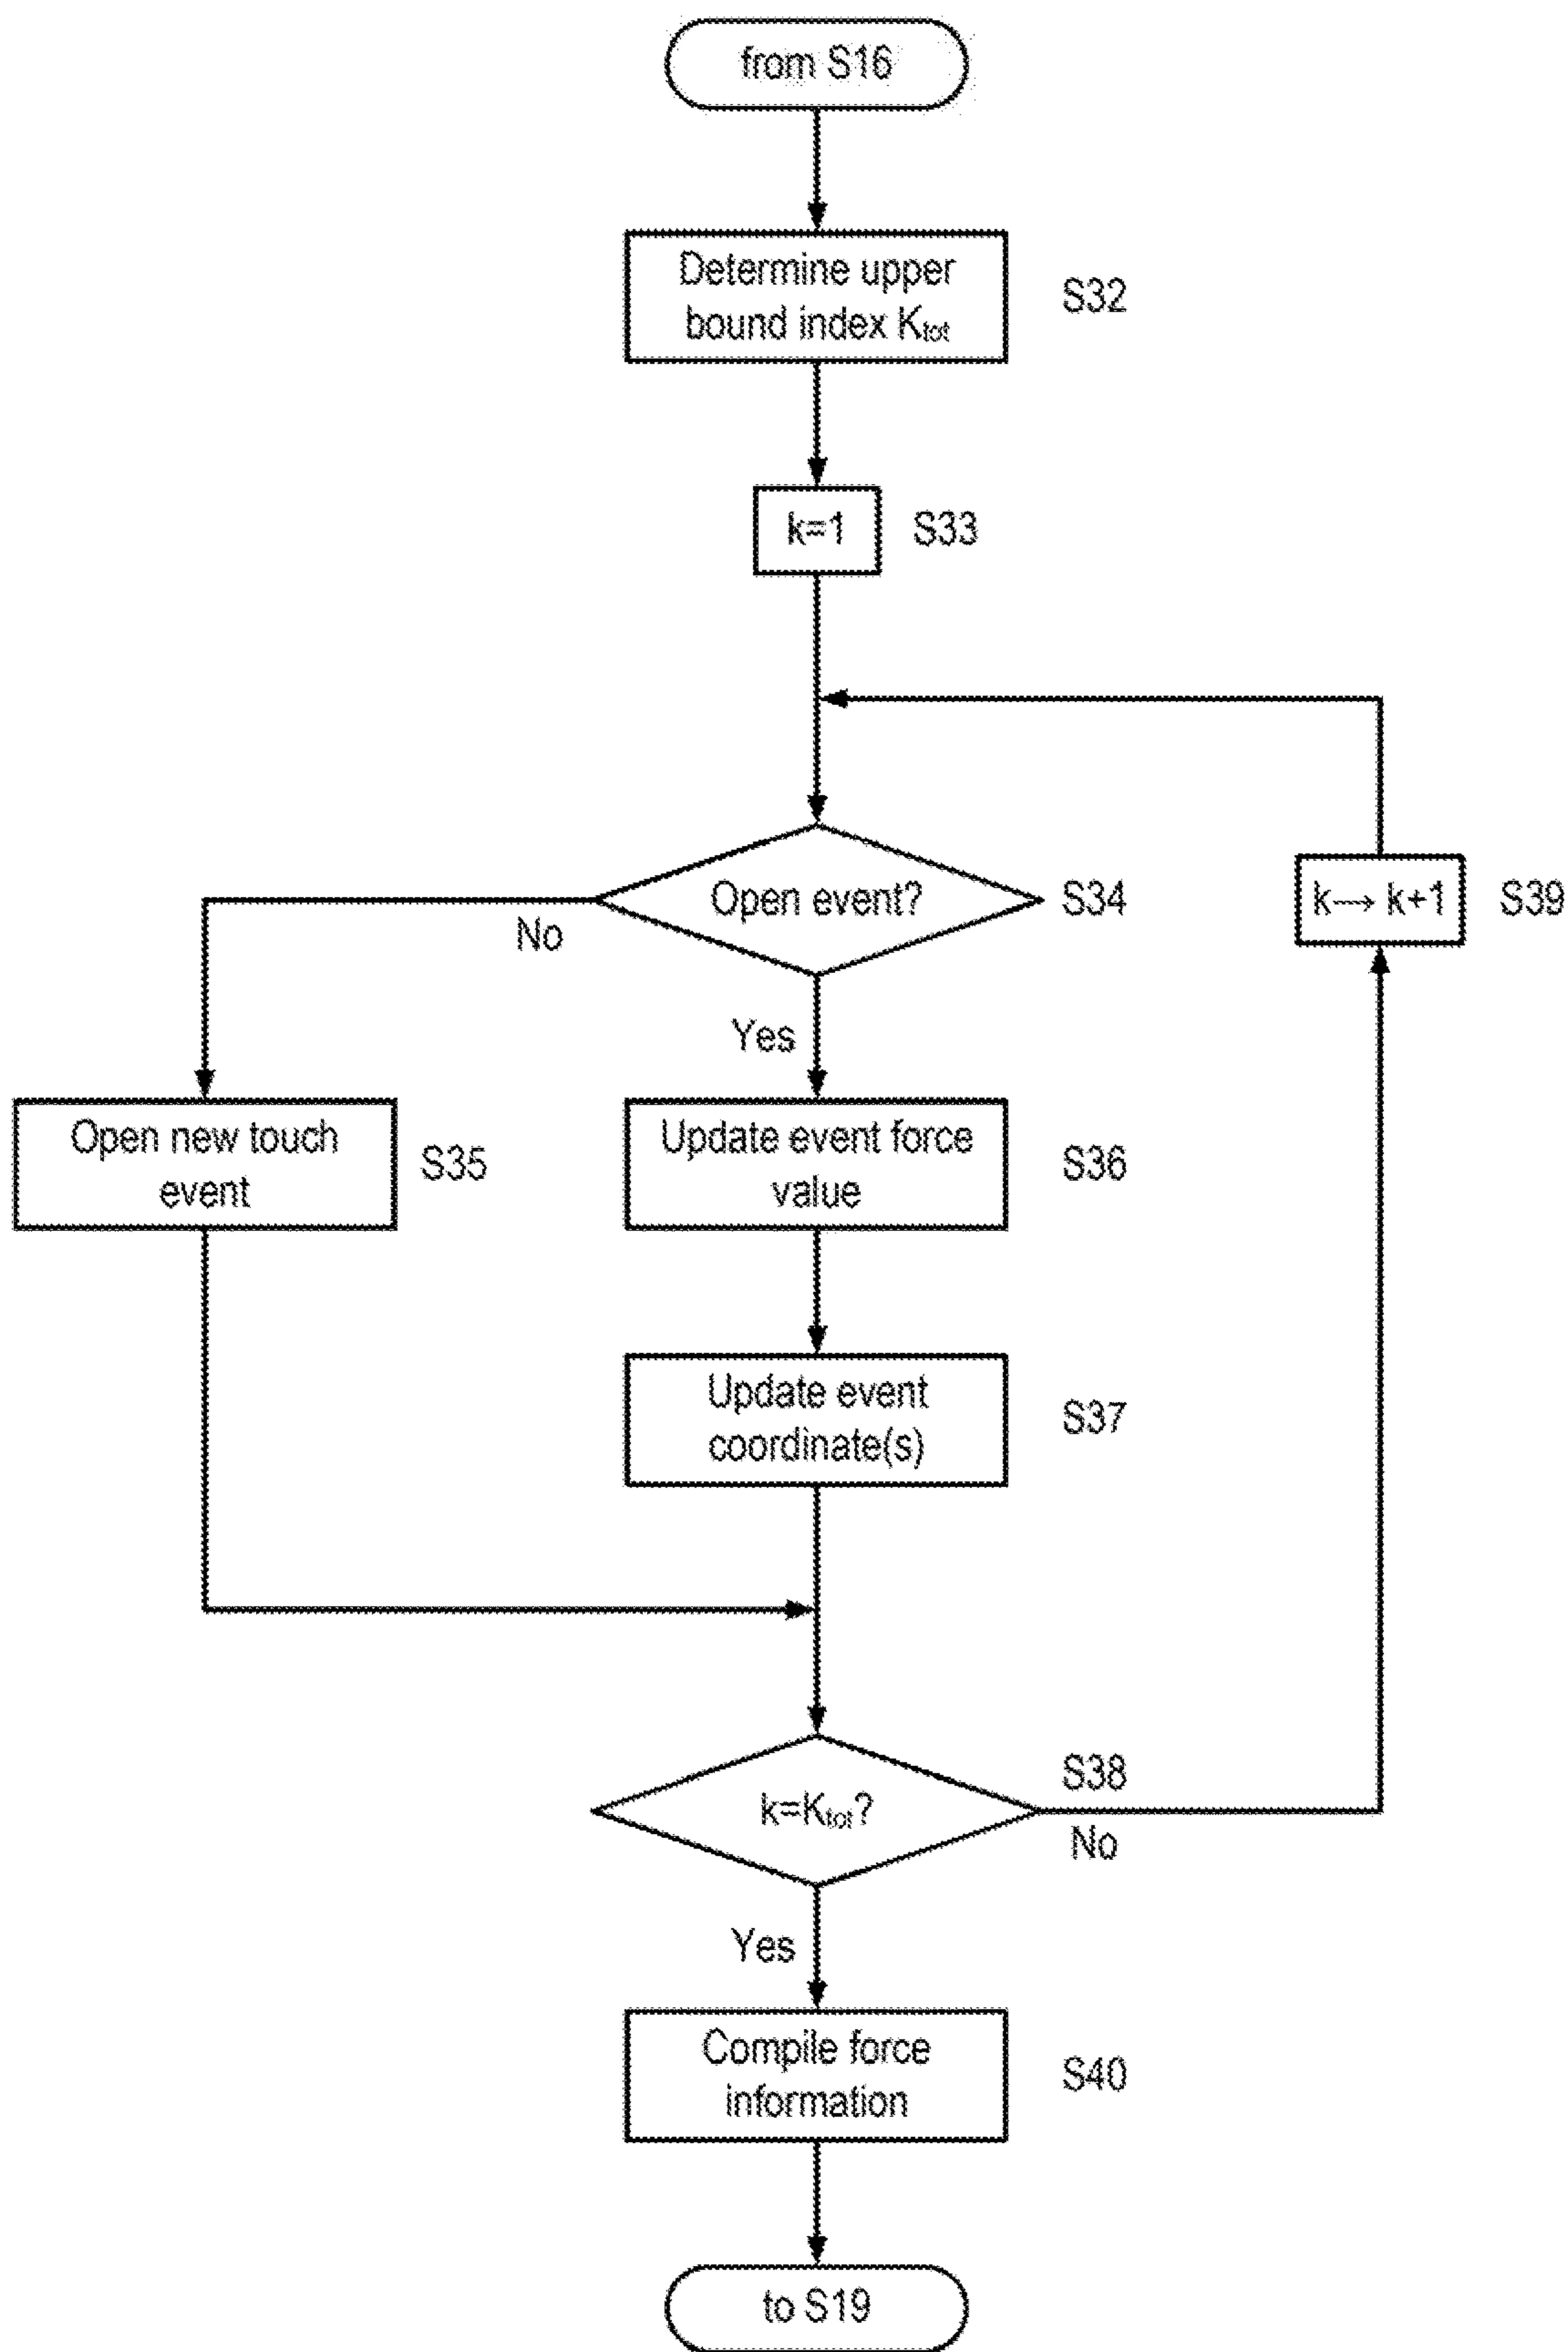 from S16
Determine upper
bound index Ktot
S32
k=1
S33
Open event?
S34
k→ k+1
S39
No
Yes
Open new touch
event
S35
Update event force
value
S36
Update event
coordinate(s)
S37
k=Ktot?
S38
No
Yes
Compile force
information
S40
to S19